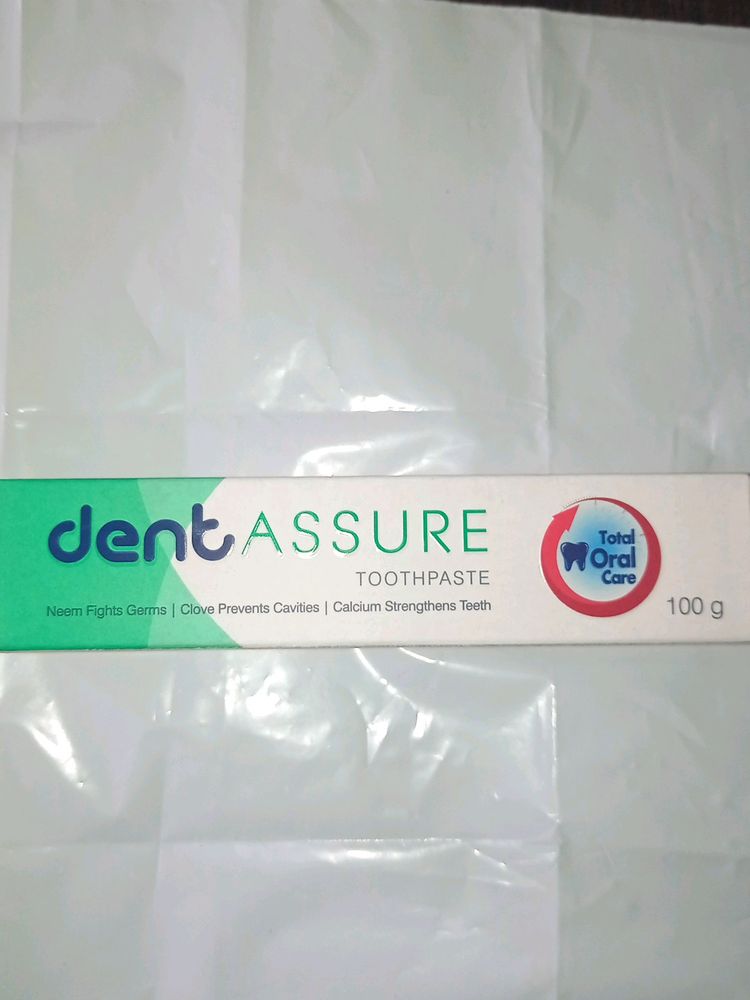 dentASSURE
TOOTHPASTE
Neem Fights Germs | Clove Prevents Cavities | Calcium Strengthens Teeth
Total
Oral
Care
100 g